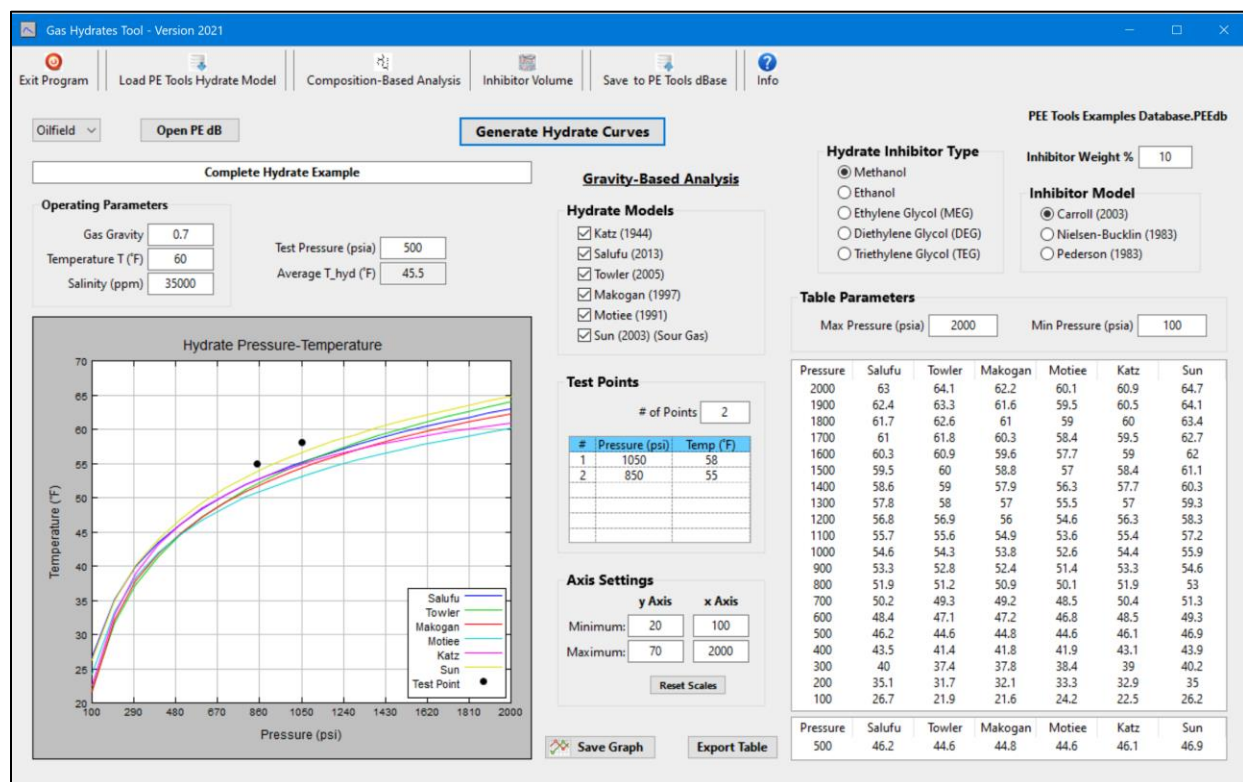 Gas Hydrates Tool - Version 2021
Exit Program Load PE Tools Hydrate Model Composition-Based Analysis Inhibitor Volume Save to PE Tools dBase Info
PEE Tools Examples Database.PEEdb
Oilfield Open PE dB Generate Hydrate Curves
Complete Hydrate Example
Operating Parameters
Gas Gravity 0.7
Temperature T (°F) 60
Salinity (ppm) 35000
Test Pressure (psia) 500
Average T_hyd (°F) 45.5
Hydrate Pressure-Temperature
70
65
60
55
50
45
40
35
30
25
20
Temperature (°F)
Salufu
Towler
Makogan
Motiee
Katz
Sun
Test Point
100 290 480 670 860 1050 1240 1430 1620 1810 2000
Pressure (psi)
Gravity-Based Analysis
Hydrate Models
Katz (1944)
Salufu (2013)
Towler (2005)
Makogan (1997)
Motiee (1991)
Sun (2003) (Sour Gas)
Test Points
# of Points 2
# Pressure (psi) Temp (°F)
1 1050 58
2 850 55
Axis Settings
y Axis x Axis
Minimum: 20 100
Maximum: 70 2000
Reset Scales
Save Graph Export Table
Hydrate Inhibitor Type
Methanol
Ethanol
Ethylene Glycol (MEG)
Diethylene Glycol (DEG)
Triethylene Glycol (TEG)
Inhibitor Weight % 10
Inhibitor Model
Carroll (2003)
Nielsen-Bucklin (1983)
Pederson (1983)
Table Parameters
Max Pressure (psia) 2000 Min Pressure (psia) 100
Pressure Salufu Towler Makogan Motiee Katz Sun
2000 63 64.1 62.2 60.1 60.9 64.7
1900 62.4 63.3 61.6 59.5 60.5 64.1
1800 61.7 62.6 61 59 60 63.4
1700 61 61.8 60.3 58.4 59.5 62.7
1600 60.3 60.9 59.6 57.7 59 62
1500 59.5 60 58.8 57 58.4 61.1
1400 58.6 59 57.9 56.3 57.7 60.3
1300 57.8 58 57 55.5 57 59.3
1200 56.8 56.9 56 54.6 56.3 58.3
1100 55.7 55.6 54.9 53.6 55.4 57.2
1000 54.6 54.3 53.8 52.6 54.4 55.9
900 53.3 52.8 52.4 51.4 53.3 54.6
800 51.9 51.2 50.9 50.1 51.9 53
700 50.2 49.3 49.2 48.5 50.4 51.3
600 48.4 47.1 47.2 46.8 48.5 49.3
500 46.2 44.6 44.8 44.6 46.1 46.9
400 43.5 41.4 41.8 41.9 43.1 43.9
300 40 37.4 37.8 38.4 39 40.2
200 35.1 31.7 32.1 33.3 32.9 35
100 26.7 21.9 21.6 24.2 22.5 26.2
Pressure Salufu Towler Makogan Motiee Katz Sun
500 46.2 44.6 44.8 44.6 46.1 46.9